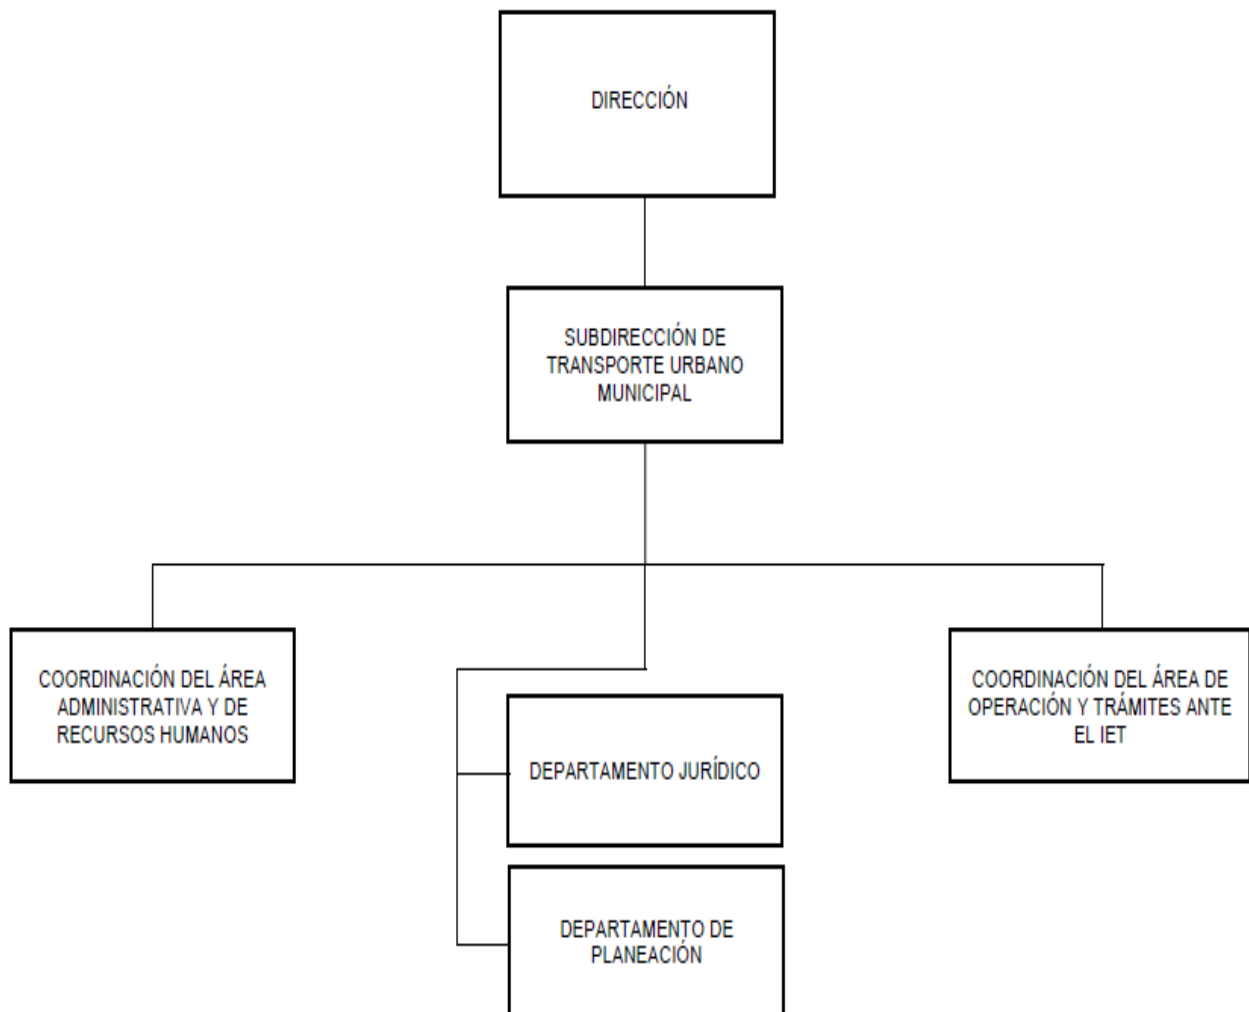 DIRECCIÓN
SUBDIRECCIÓN DE
TRANSPORTE URBANO
MUNICIPAL
COORDINACIÓN DEL ÁREA
ADMINISTRATIVA Y DE
RECURSOS HUMANOS
COORDINACIÓN DEL ÁREA DE
OPERACIÓN Y TRÁMITES ANTE
EL IET
DEPARTAMENTO JURÍDICO
DEPARTAMENTO DE
PLANEACIÓN